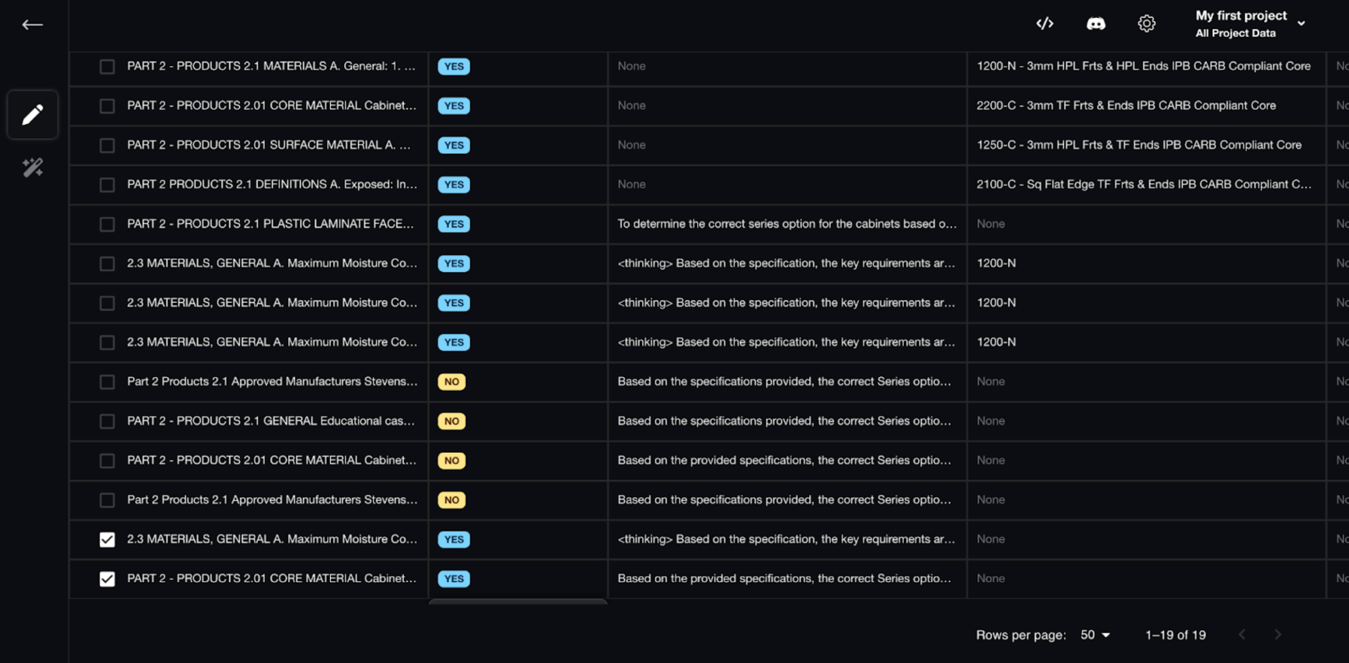 My first project
All Project Data
PART 2 - PRODUCTS 2.1 MATERIALS A. General: 1. ... YES None 1200-N - 3mm HPL Frts & HPL Ends IPB CARB Compliant Core No
PART 2 - PRODUCTS 2.01 CORE MATERIAL Cabinet... YES None 2200-C - 3mm TF Frts & Ends IPB CARB Compliant Core No
PART 2 - PRODUCTS 2.01 SURFACE MATERIAL A. ... YES None 1250-C - 3mm HPL Frts & TF Ends IPB CARB Compliant Core No
PART 2 PRODUCTS 2.1 DEFINITIONS A. Exposed: In... YES None 2100-C - Sq Flat Edge TF Frts & Ends IPB CARB Compliant C... No
PART 2 - PRODUCTS 2.1 PLASTIC LAMINATE FACE... YES To determine the correct series option for the cabinets based o... None No
2.3 MATERIALS, GENERAL A. Maximum Moisture Co... YES <thinking> Based on the specification, the key requirements ar... 1200-N No
2.3 MATERIALS, GENERAL A. Maximum Moisture Co... YES <thinking> Based on the specification, the key requirements ar... 1200-N No
2.3 MATERIALS, GENERAL A. Maximum Moisture Co... YES <thinking> Based on the specification, the key requirements ar... 1200-N No
Part 2 Products 2.1 Approved Manufacturers Stevens... NO Based on the specifications provided, the correct Series optio... None No
PART 2 - PRODUCTS 2.1 GENERAL Educational cas... NO Based on the specifications provided, the correct Series optio... None No
PART 2 - PRODUCTS 2.01 CORE MATERIAL Cabinet... NO Based on the provided specifications, the correct Series optio... None No
Part 2 Products 2.1 Approved Manufacturers Stevens... NO Based on the specifications provided, the correct Series optio... None No
2.3 MATERIALS, GENERAL A. Maximum Moisture Co... YES <thinking> Based on the specification, the key requirements ar... None No
PART 2 - PRODUCTS 2.01 CORE MATERIAL Cabinet... YES Based on the provided specifications, the correct Series optio... None No
Rows per page: 50 1–19 of 19